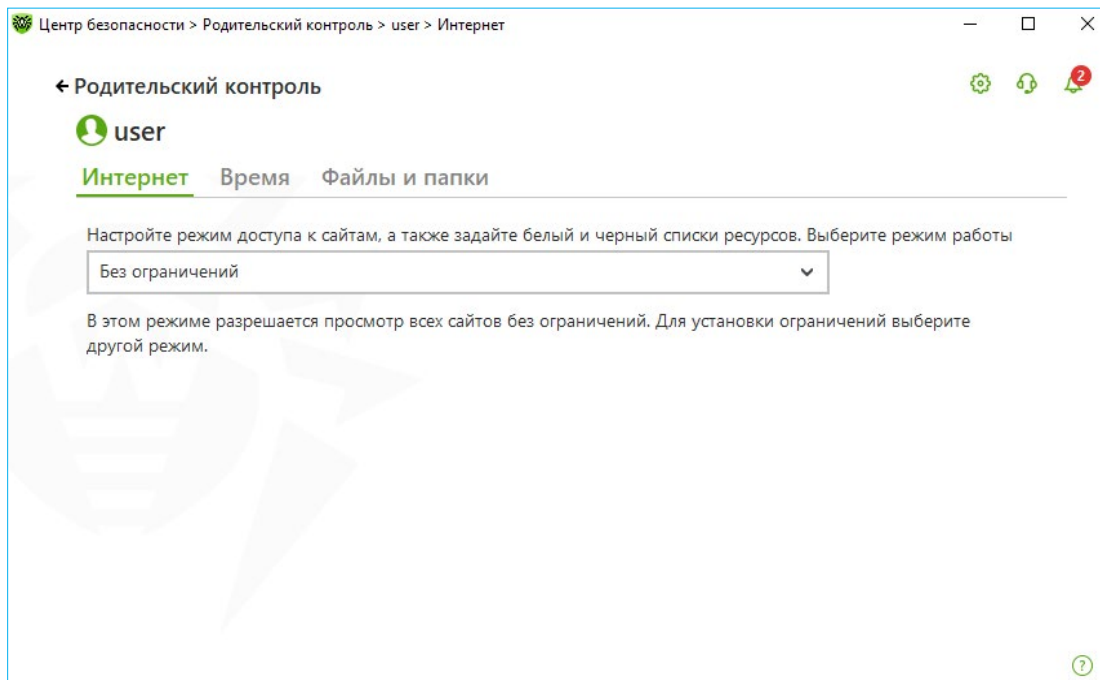 Центр безопасности > Родительский контроль > user > Интернет
Родительский контроль
2
user
Интернет Время Файлы и папки
Настройте режим доступа к сайтам, а также задайте белый и черный списки ресурсов. Выберите режим работы
Без ограничений
В этом режиме разрешается просмотр всех сайтов без ограничений. Для установки ограничений выберите
другой режим.
?